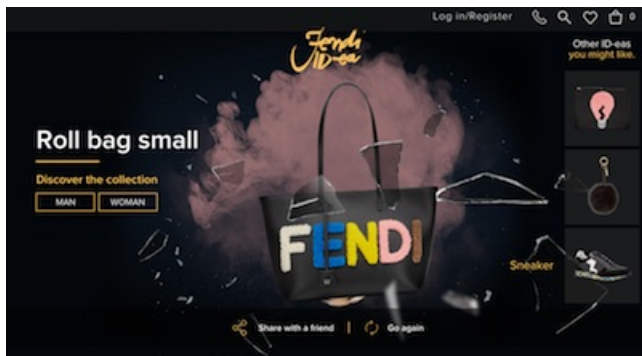 Log in/Register
0
Fendi
ID-ea
Other ID-eas
you might like.
Roll bag small
Discover the collection
MAN
WOMAN
FENDI
Sneaker
Share with a friend
Go again